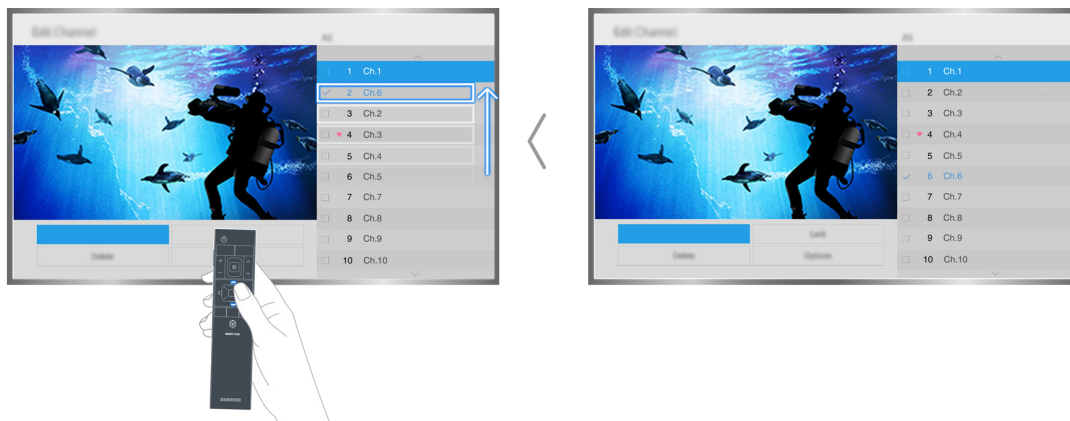 Edit Channel
All
1 Ch.1
2 Ch.6
3 Ch.2
♥ 4 Ch.3
5 Ch.4
6 Ch.5
7 Ch.7
8 Ch.8
9 Ch.9
10 Ch.10
Delete
SAMSUNG
Edit Channel
All
1 Ch.1
2 Ch.2
3 Ch.3
♥ 4 Ch.4
5 Ch.5
6 Ch.6
7 Ch.7
8 Ch.8
9 Ch.9
10 Ch.10
Lock
Delete
Options